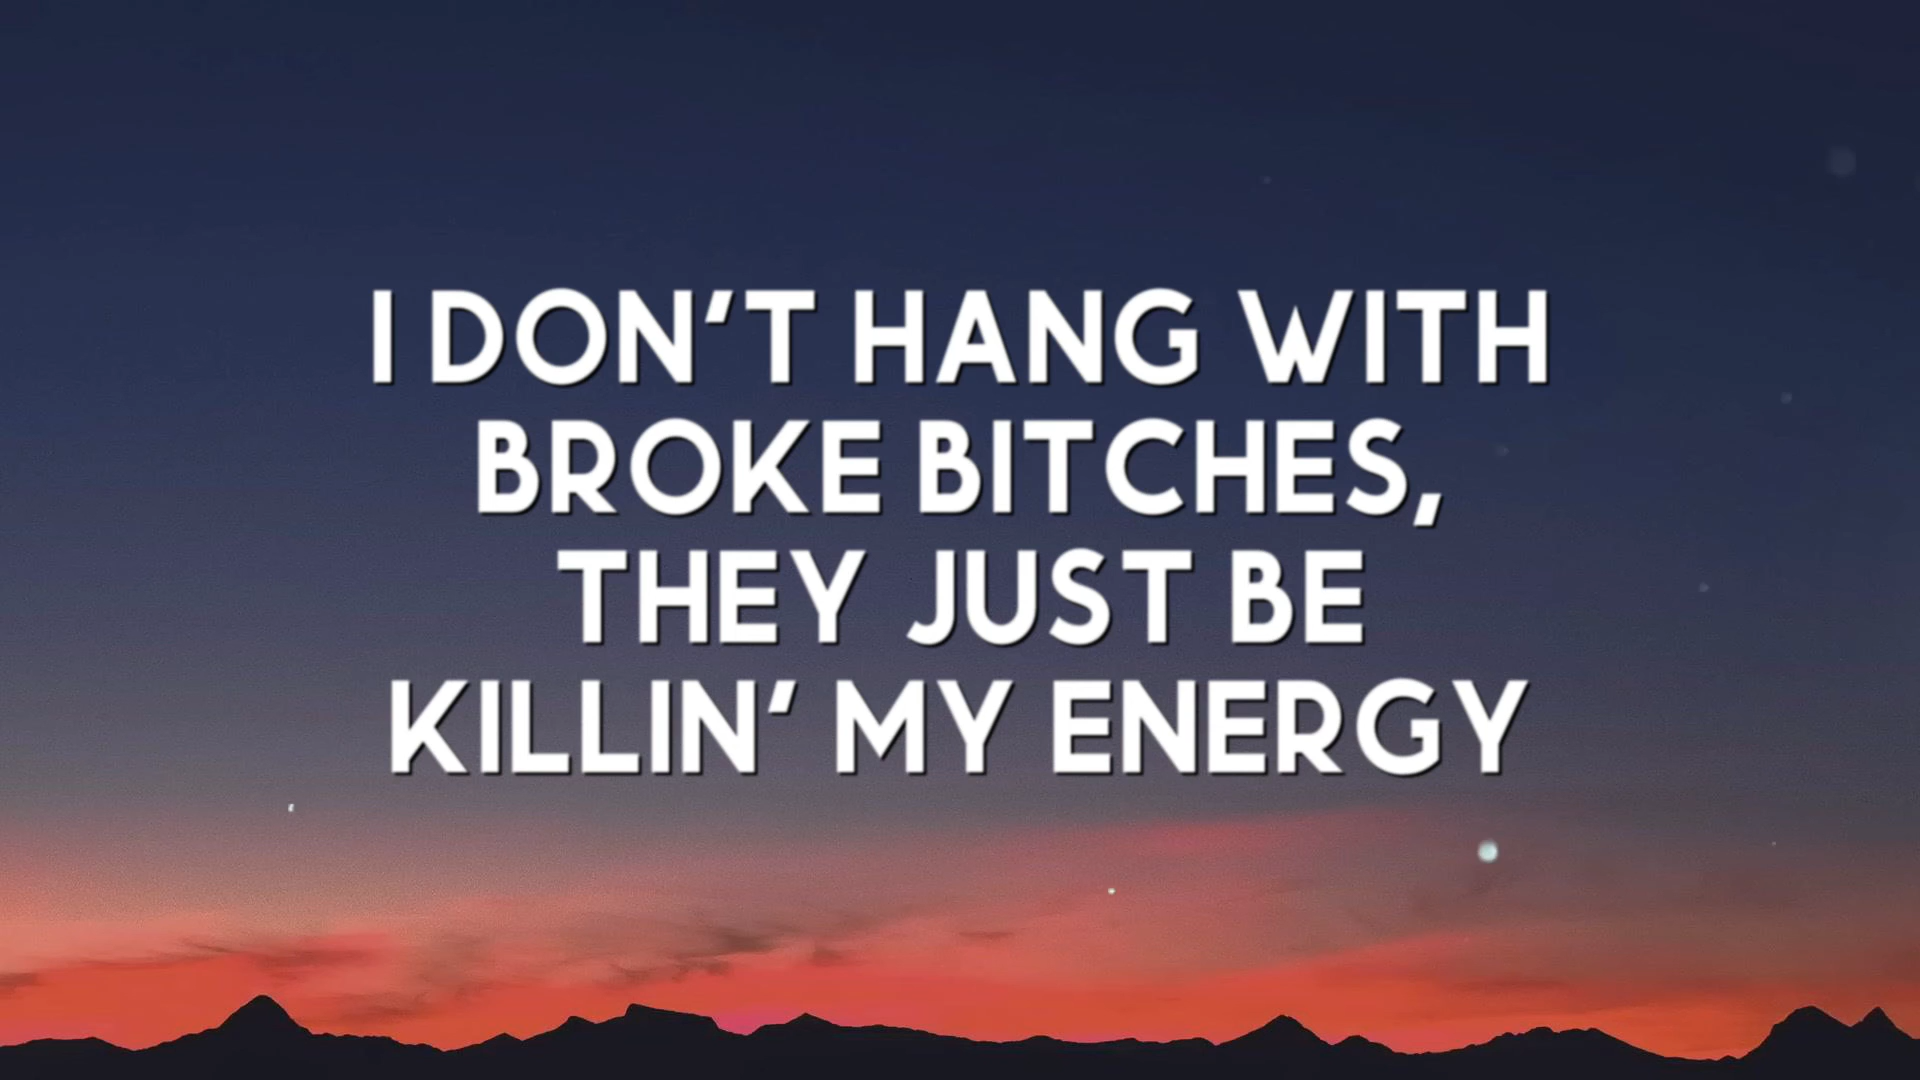 I DON'T HANG WITH
BROKE BITCHES,
THEY JUST BE
KILLIN' MY ENERGY